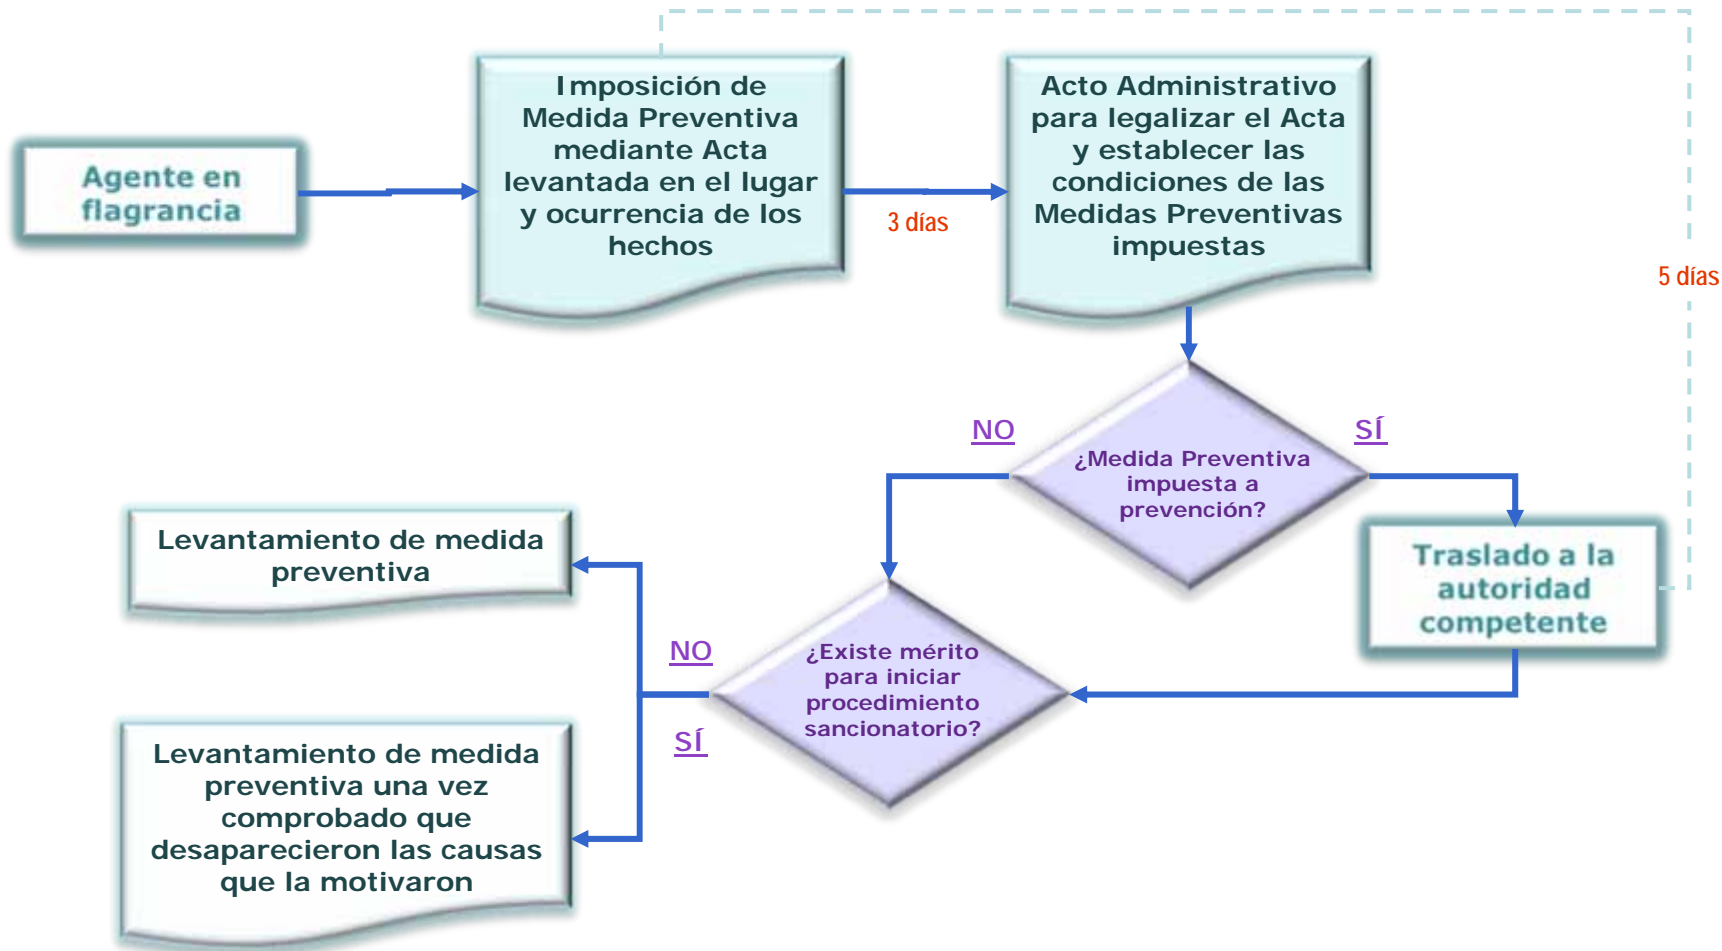 Agente en
flagrancia
Imposición de
Medida Preventiva
mediante Acta
levantada en el lugar
y ocurrencia de los
hechos
3 días
Acto Administrativo
para legalizar el Acta
y establecer las
condiciones de las
Medidas Preventivas
impuestas
5 días
NO
SÍ
¿Medida Preventiva
impuesta a
prevención?
Traslado a la
autoridad
competente
¿Existe mérito
para iniciar
procedimiento
sancionatorio?
NO
SÍ
Levantamiento de medida
preventiva
Levantamiento de medida
preventiva una vez
comprobado que
desaparecieron las causas
que la motivaron